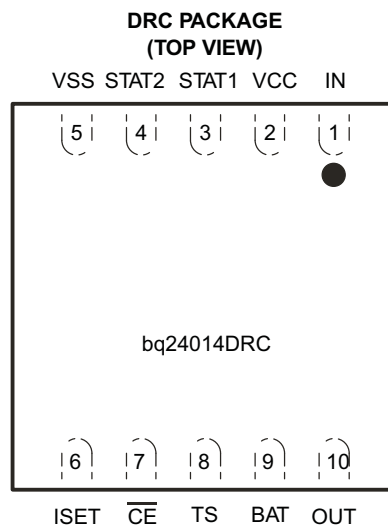 DRC PACKAGE
(TOP VIEW)
VSS STAT2 STAT1 VCC IN
5 4 3 2 1
bq24014DRC
6 7 8 9 10
ISET C̅E̅ TS BAT OUT